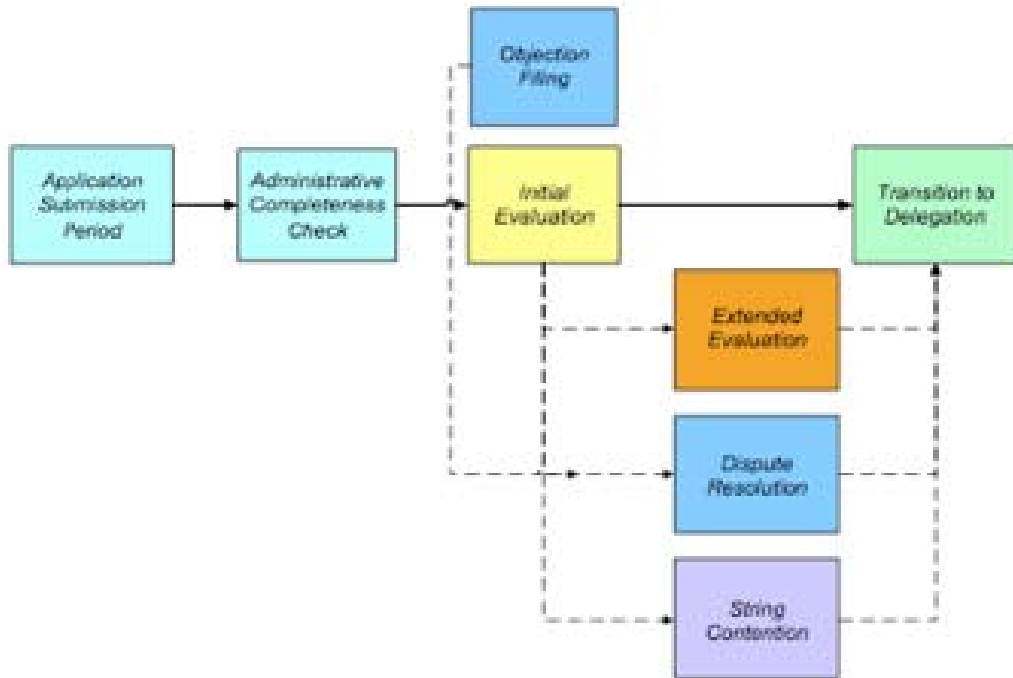 Objection
Filing
Application
Submission
Period
Administrative
Completeness
Check
Initial
Evaluation
Transition to
Delegation
Extended
Evaluation
Dispute
Resolution
String
Contention